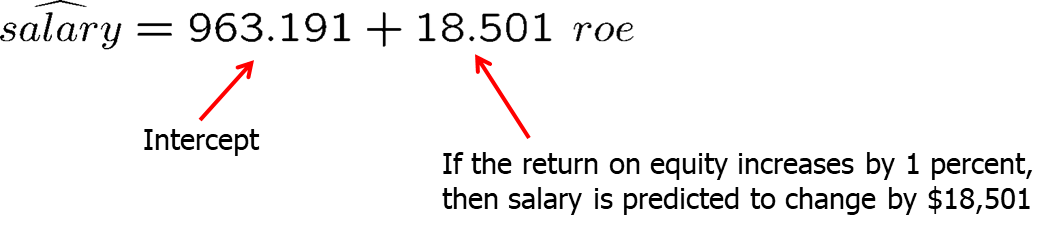 salary^ = 963.191 + 18.501 roe
Intercept
If the return on equity increases by 1 percent,
then salary is predicted to change by $18,501